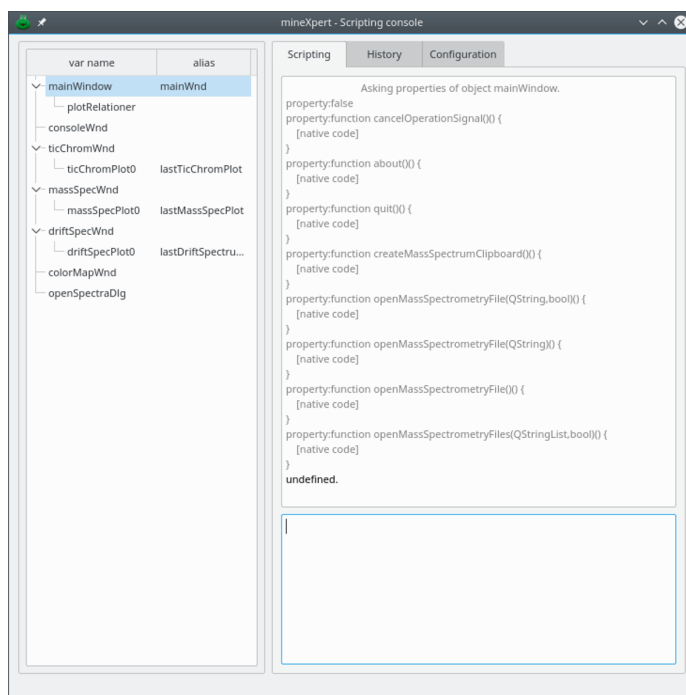 mineXpert - Scripting console
var name alias
mainWindow mainWnd
plotRelationer
consoleWnd
ticChromWnd
ticChromPlot0 lastTicChromPlot
massSpecWnd
massSpecPlot0 lastMassSpecPlot
driftSpecWnd
driftSpecPlot0 lastDriftSpectru...
colorMapWnd
openSpectraDlg
Scripting History Configuration
Asking properties of object mainWindow.
property:false
property:function cancelOperationSignal()() {
[native code]
}
property:function about()() {
[native code]
}
property:function quit()() {
[native code]
}
property:function createMassSpectrumClipboard()() {
[native code]
}
property:function openMassSpectrometryFile(QString,bool)() {
[native code]
}
property:function openMassSpectrometryFile(QString)() {
[native code]
}
property:function openMassSpectrometryFile()() {
[native code]
}
property:function openMassSpectrometryFiles(QStringList,bool)() {
[native code]
}
undefined.